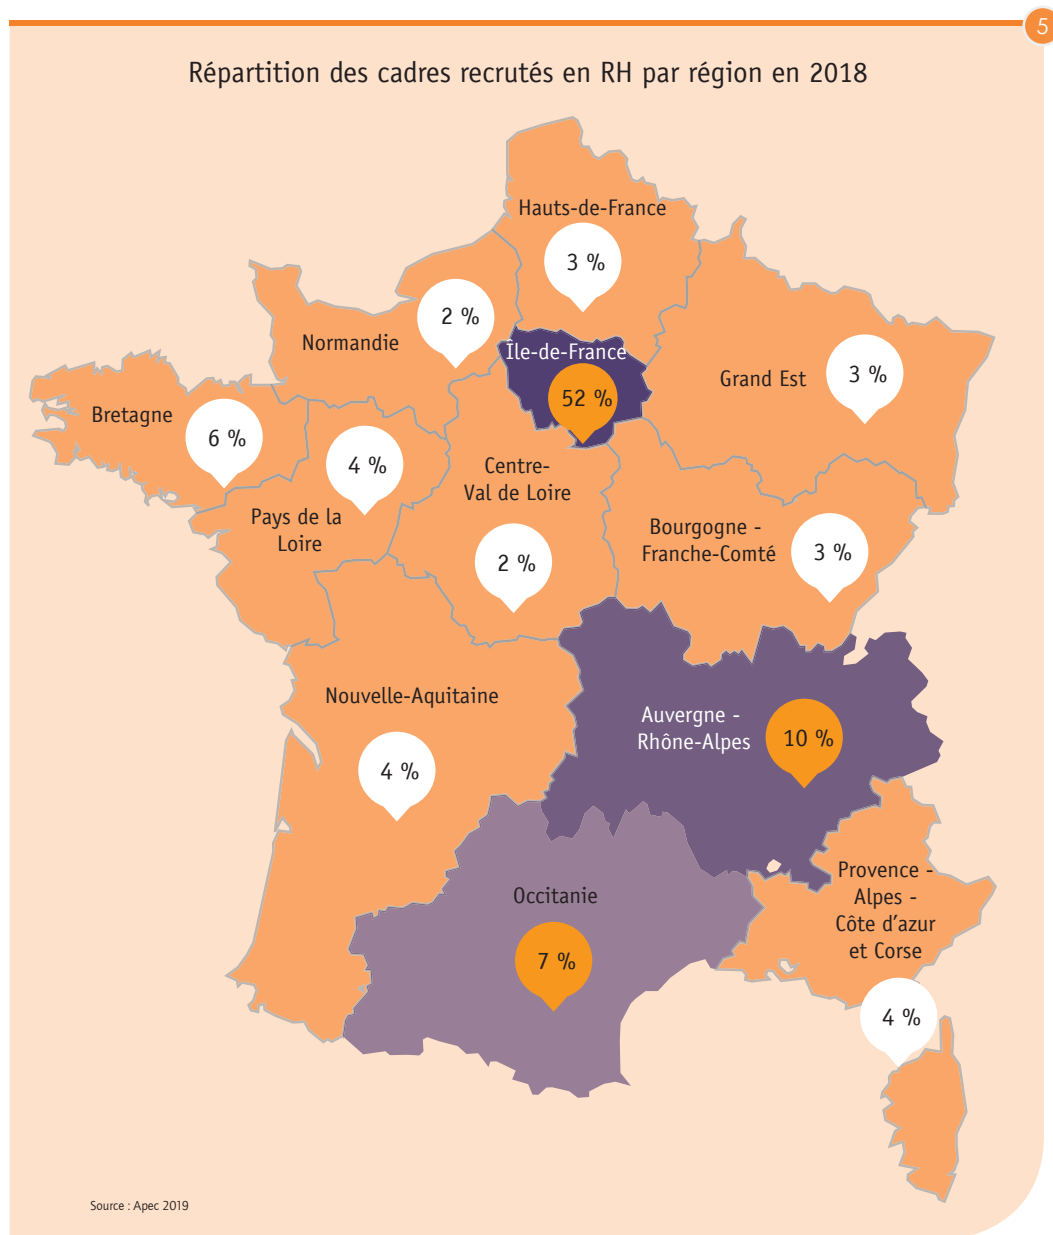 5
Répartition des cadres recrutés en RH par région en 2018
Hauts-de-France
3 %
2 %
Normandie
Île-de-France
52 %
Grand Est
3 %
Bretagne
6 %
4 %
Pays de la
Loire
Centre-
Val de Loire
2 %
Bourgogne -
Franche-Comté
3 %
Nouvelle-Aquitaine
4 %
Auvergne -
Rhône-Alpes
10 %
Occitanie
7 %
Provence -
Alpes -
Côte d'azur
et Corse
4 %
Source : Apec 2019